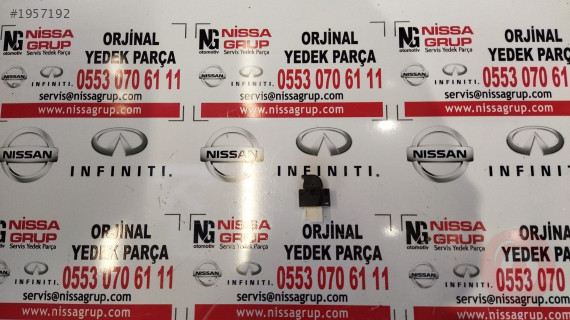 #1957192
NG otomotiv NISSA GRUP Servis Yedek Parça
ORJİNAL YEDEK PARÇA
NISSAN INFINITI. 0553 070 61 11
servis@nissagrup.com
www.nissagrup.com
NG otomotiv NISSA GRUP Servis Yedek Parça
ORJİNAL YEDEK PARÇA
NISSAN INFINITI. 0553 070 61 11
servis@nissagrup.com
www.nissagrup.com
NG otomotiv NISSA GRUP Servis Yedek Parça
ORJİNAL YEDEK PARÇA
NISSAN INFINITI. 0553 070 61 11
servis@nissagrup.com
www.nissagrup.com
NISSAN INFINITI. NISSAN INFINITI. NISSAN INFINITI.
NISSA GRUP Servis Yedek Parça
ORJİNAL YEDEK PARÇA
0553 070 61 11
servis@nissagrup.com
www.nissagrup.com
NG otomotiv NISSA GRUP Servis Yedek Parça
ORJİNAL YEDEK PARÇA
NISSAN INFINITI. 0553 070 61 11
servis@nissagrup.com
www.nissagrup.com
NG otomotiv NISSA GRUP Servis Yedek Parça
ORJİNAL YEDEK PARÇA
NISSAN INFINITI. 0553 070 61 11
servis@nissagrup.com
www.nissagrup.com